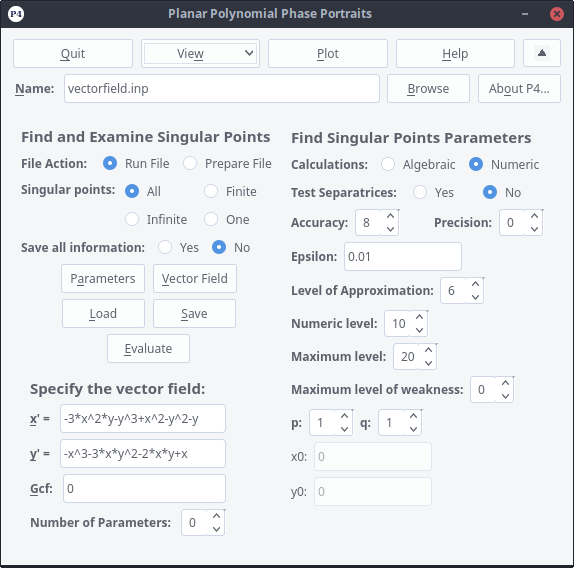 P4 Planar Polynomial Phase Portraits
Quit View Plot Help
Name: vectorfield.inp Browse About P4...
Find and Examine Singular Points
File Action: Run File Prepare File
Singular points: All Finite
Infinite One
Save all information: Yes No
Parameters Vector Field
Load Save
Evaluate
Specify the vector field:
x' = -3*x^2*y-y^3+x^2-y^2-y
y' = -x^3-3*x*y^2-2*x*y+x
Gcf: 0
Number of Parameters: 0
Find Singular Points Parameters
Calculations: Algebraic Numeric
Test Separatrices: Yes No
Accuracy: 8 Precision: 0
Epsilon: 0.01
Level of Approximation: 6
Numeric level: 10
Maximum level: 20
Maximum level of weakness: 0
p: 1 q: 1
x0: 0
y0: 0